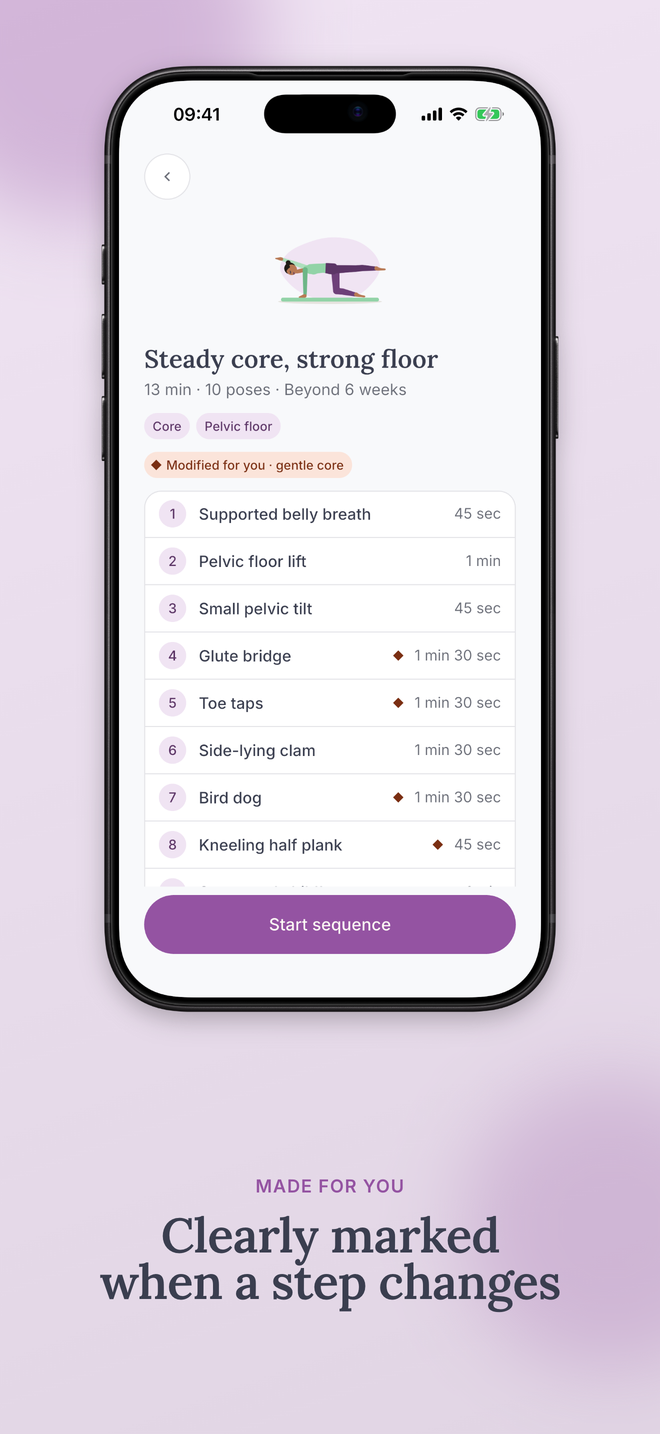 09:41
Steady core, strong floor
13 min · 10 poses · Beyond 6 weeks
Core Pelvic floor
◆ Modified for you · gentle core
1 Supported belly breath 45 sec
2 Pelvic floor lift 1 min
3 Small pelvic tilt 45 sec
4 Glute bridge ◆ 1 min 30 sec
5 Toe taps ◆ 1 min 30 sec
6 Side-lying clam 1 min 30 sec
7 Bird dog ◆ 1 min 30 sec
8 Kneeling half plank ◆ 45 sec
Start sequence
MADE FOR YOU
Clearly marked
when a step changes